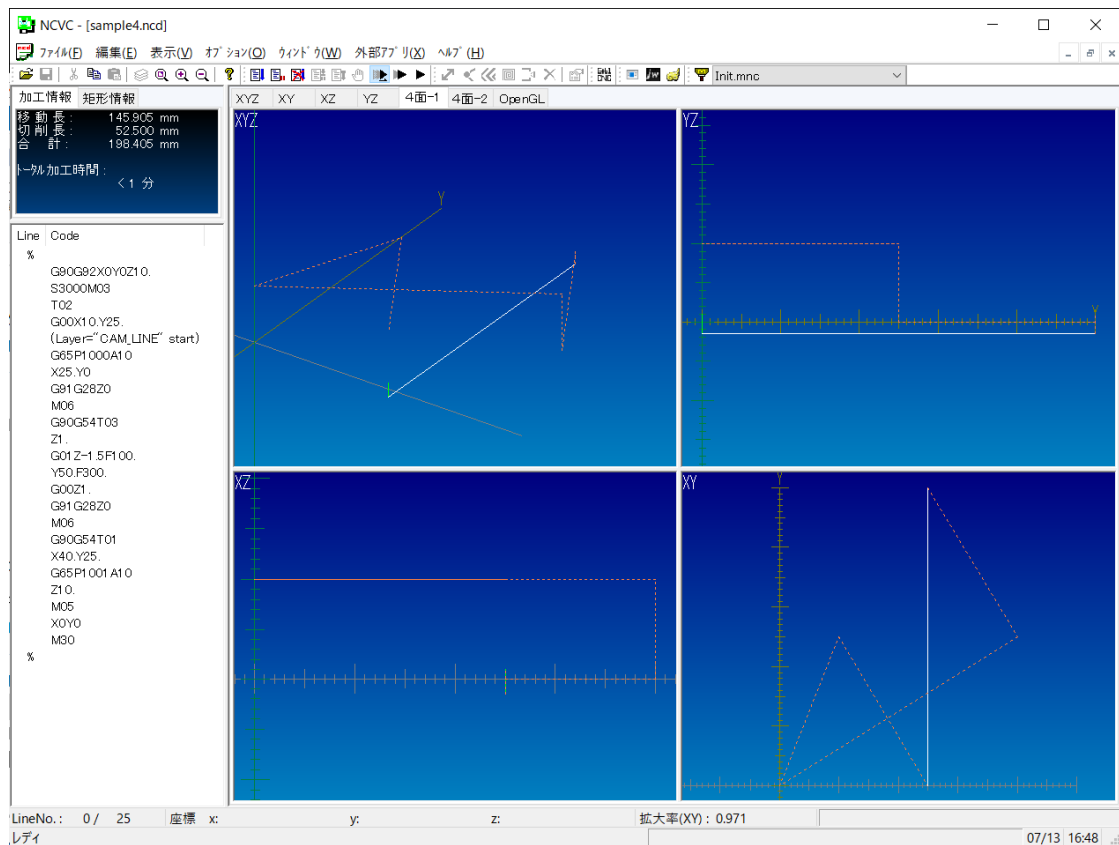 NCVC - [sample4.ncd]
ファイル(F) 編集(E) 表示(V) オプション(O) ウィンドウ(W) 外部アプリ(X) ヘルプ(H)
Init.mnc
加工情報 矩形情報
XYZ XY XZ YZ 4面-1 4面-2 OpenGL
移動長: 145.905 mm
切削長: 52.500 mm
合 計: 198.405 mm
トータル加工時間:
<1 分
Line Code
%
G90G92X0Y0Z10.
S3000M03
T02
G00X10.Y25.
(Layer="CAM_LINE" start)
G65P1000A10
X25.Y0
G91G28Z0
M06
G90G54T03
Z1.
G01Z-1.5F100.
Y50.F300.
G00Z1.
G91G28Z0
M06
G90G54T01
X40.Y25.
G65P1001A10
Z10.
M05
X0Y0
M30
%
XYZ
Y
YZ
Y
XZ
XY
Y
LineNo.: 0/ 25 座標 x: y: z: 拡大率(XY): 0.971
レディ 07/13 16:48